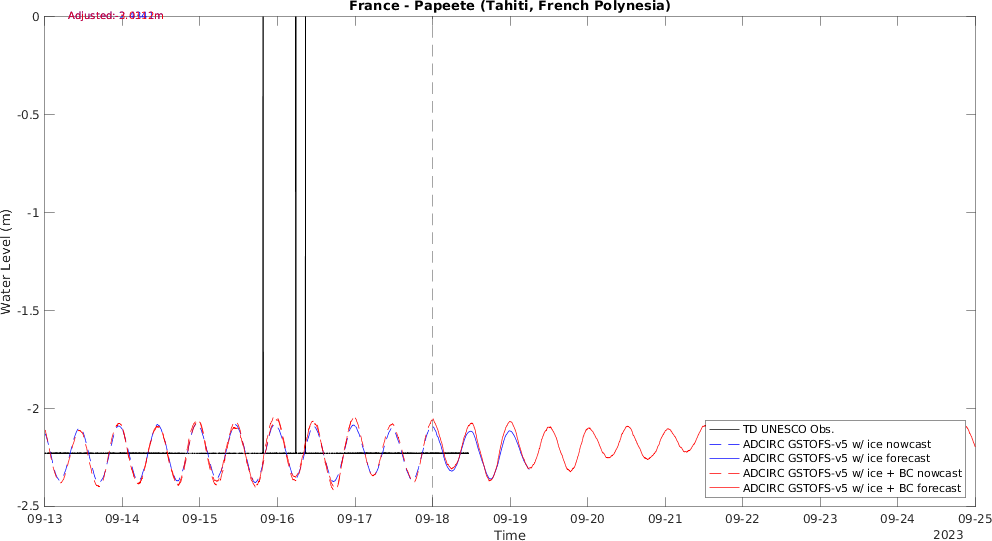 France - Papeete (Tahiti, French Polynesia)
Adjusted:
0
-0.5
-1
-1.5
-2
-2.5
Water Level (m)
TD UNESCO Obs.
ADCIRC GSTOFS-v5 w/ ice nowcast
ADCIRC GSTOFS-v5 w/ ice forecast
ADCIRC GSTOFS-v5 w/ ice + BC nowcast
ADCIRC GSTOFS-v5 w/ ice + BC forecast
09-13 09-14 09-15 09-16 09-17 09-18 09-19 09-20 09-21 09-22 09-23 09-24 09-25
Time
2023